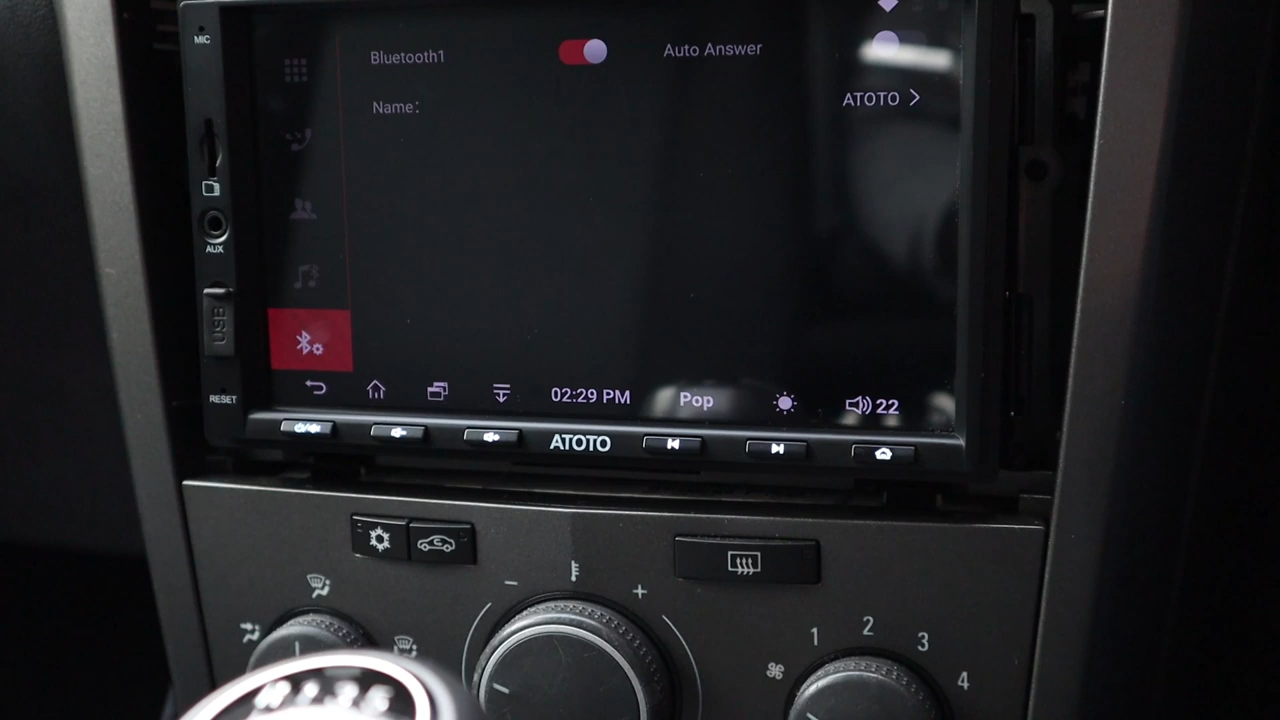 MIC
Bluetooth1
Auto Answer
Name:
ATOTO
AUX
USB
RESET
02:29 PM
Pop
22
ATOTO
− +
1 2 3 4